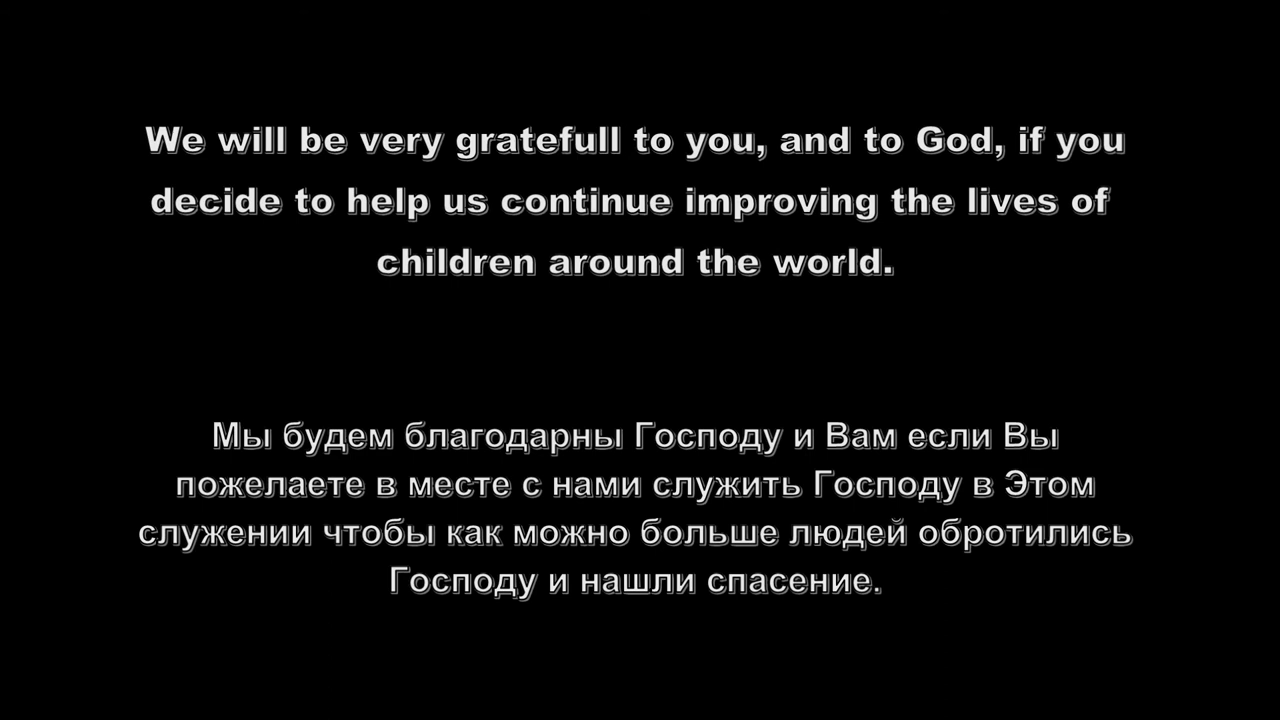 We will be very gratefull to you, and to God, if you
decide to help us continue improving the lives of
children around the world.
Мы будем благодарны Господу и Вам если Вы
пожелаете в месте с нами служить Господу в Этом
служении чтобы как можно больше людей обротились
Господу и нашли спасение.